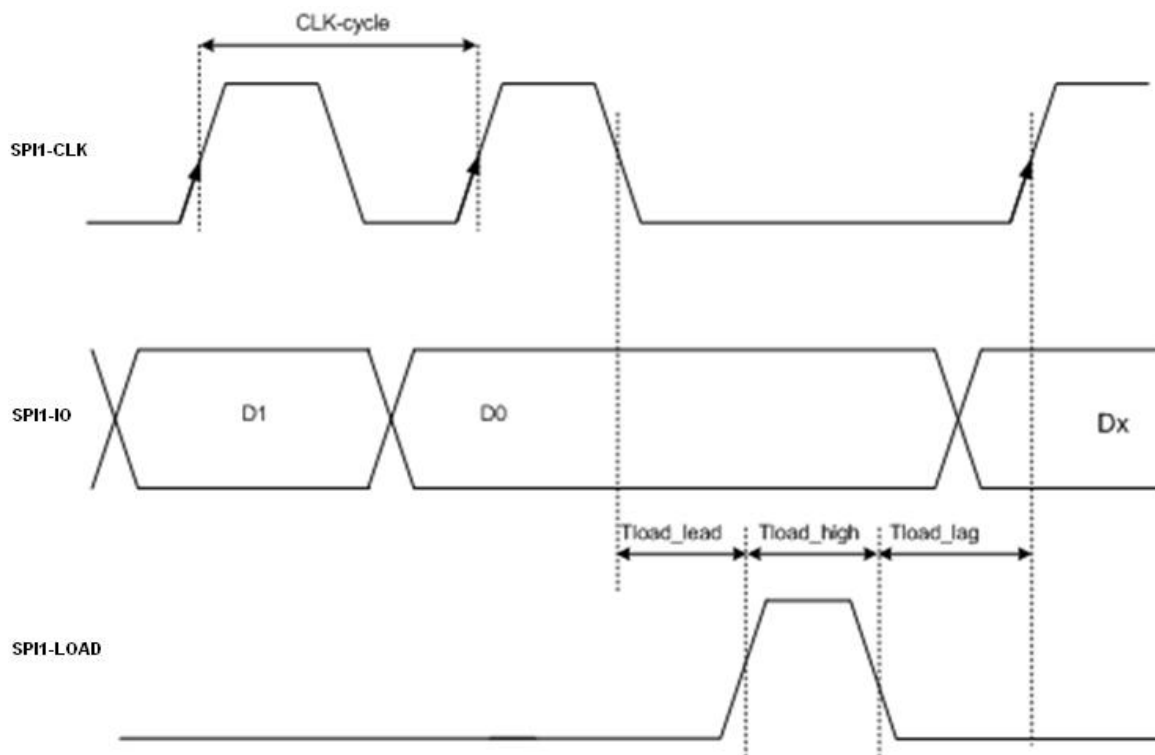 CLK-cycle
SPI1-CLK
SPI1-IO
D1
D0
Dx
Tload_lead
Tload_high
Tload_lag
SPI1-LOAD